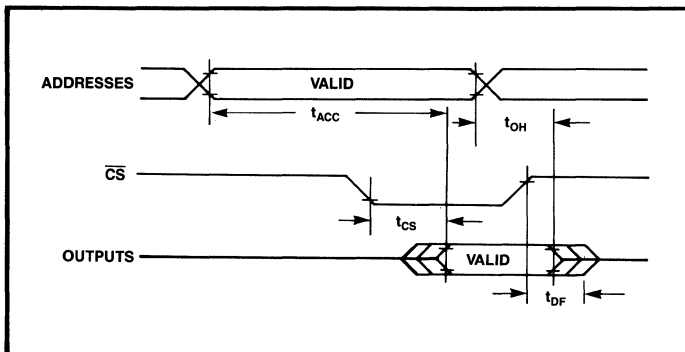 ADDRESSES
VALID
tACC
tOH
CS
tCS
OUTPUTS
VALID
tDF